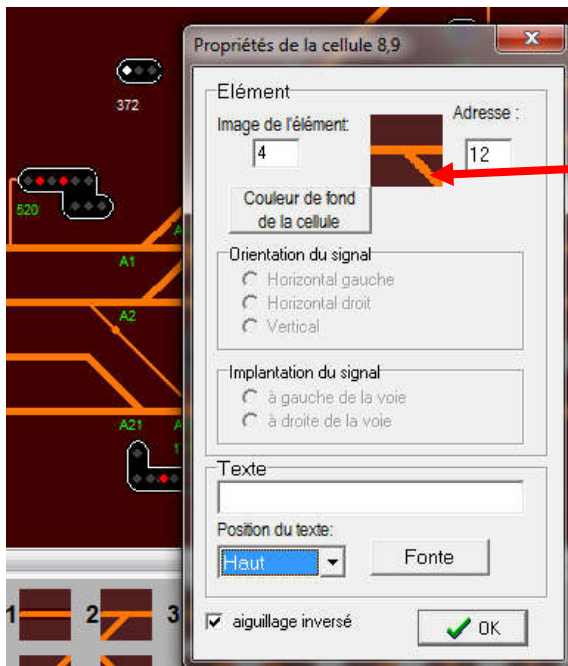 Propriétés de la cellule 8,9
372
520
A1
A2
A21
Elément
Image de l'élément:
4
Adresse :
12
Couleur de fond
de la cellule
Orientation du signal
Horizontal gauche
Horizontal droit
Vertical
Implantation du signal
à gauche de la voie
à droite de la voie
Texte
Position du texte:
Haut
Fonte
aiguillage inversé
OK
1
2
3